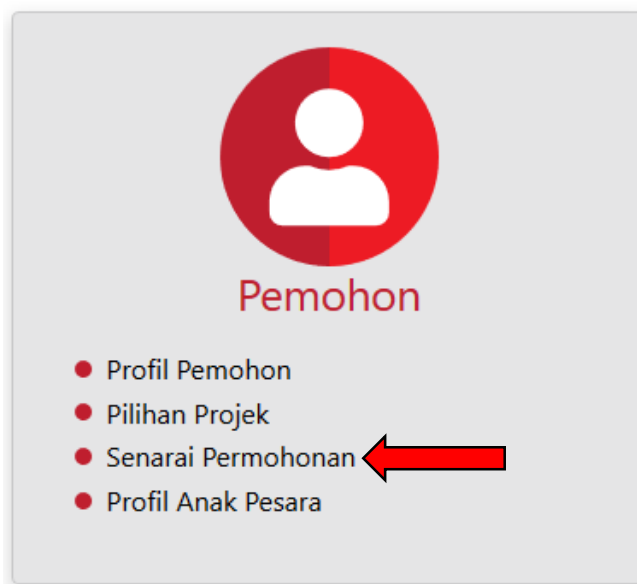 Pemohon
Profil Pemohon
Pilihan Projek
Senarai Permohonan
Profil Anak Pesara